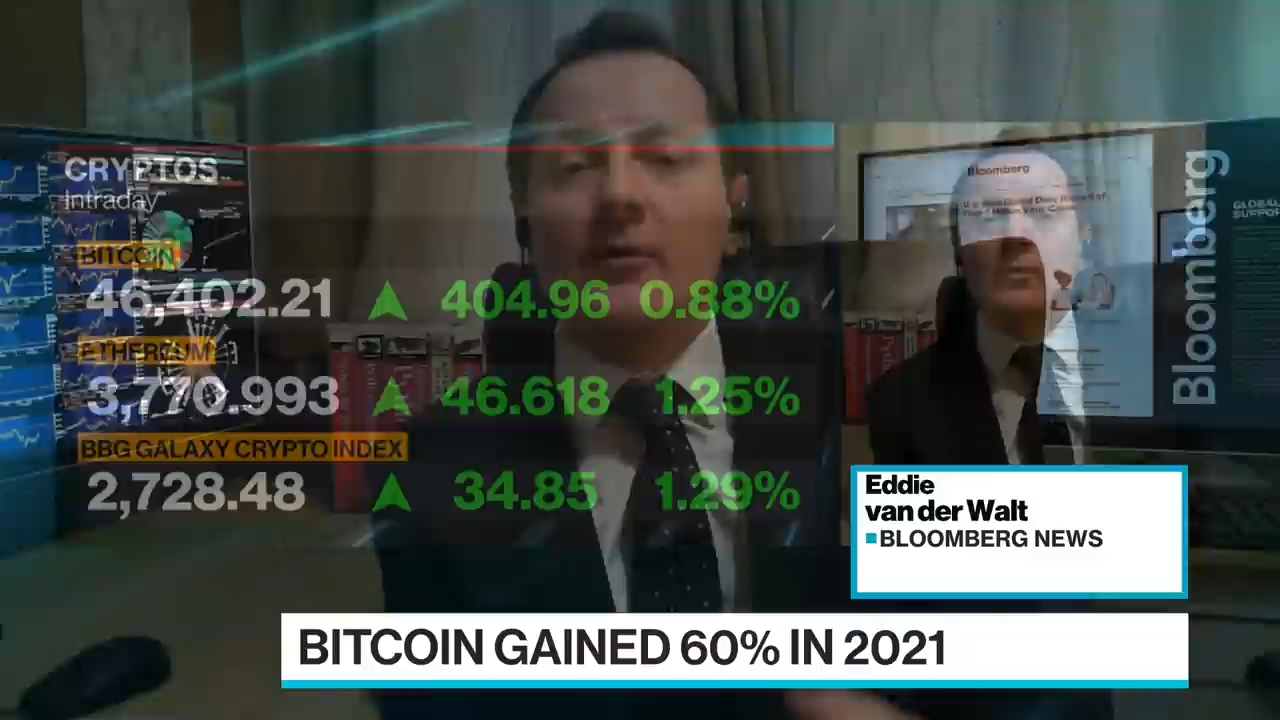 CRYPTOS
intraday
BITCOIN
46,402.21 ▲ 404.96 0.88%
ETHEREUM
3,770.993 ▲ 46.618 1.25%
BBG GALAXY CRYPTO INDEX
2,728.48 ▲ 34.85 1.29%
Bloomberg
Bloomberg
GLOBAL
Eddie
van der Walt
BLOOMBERG NEWS
BITCOIN GAINED 60% IN 2021